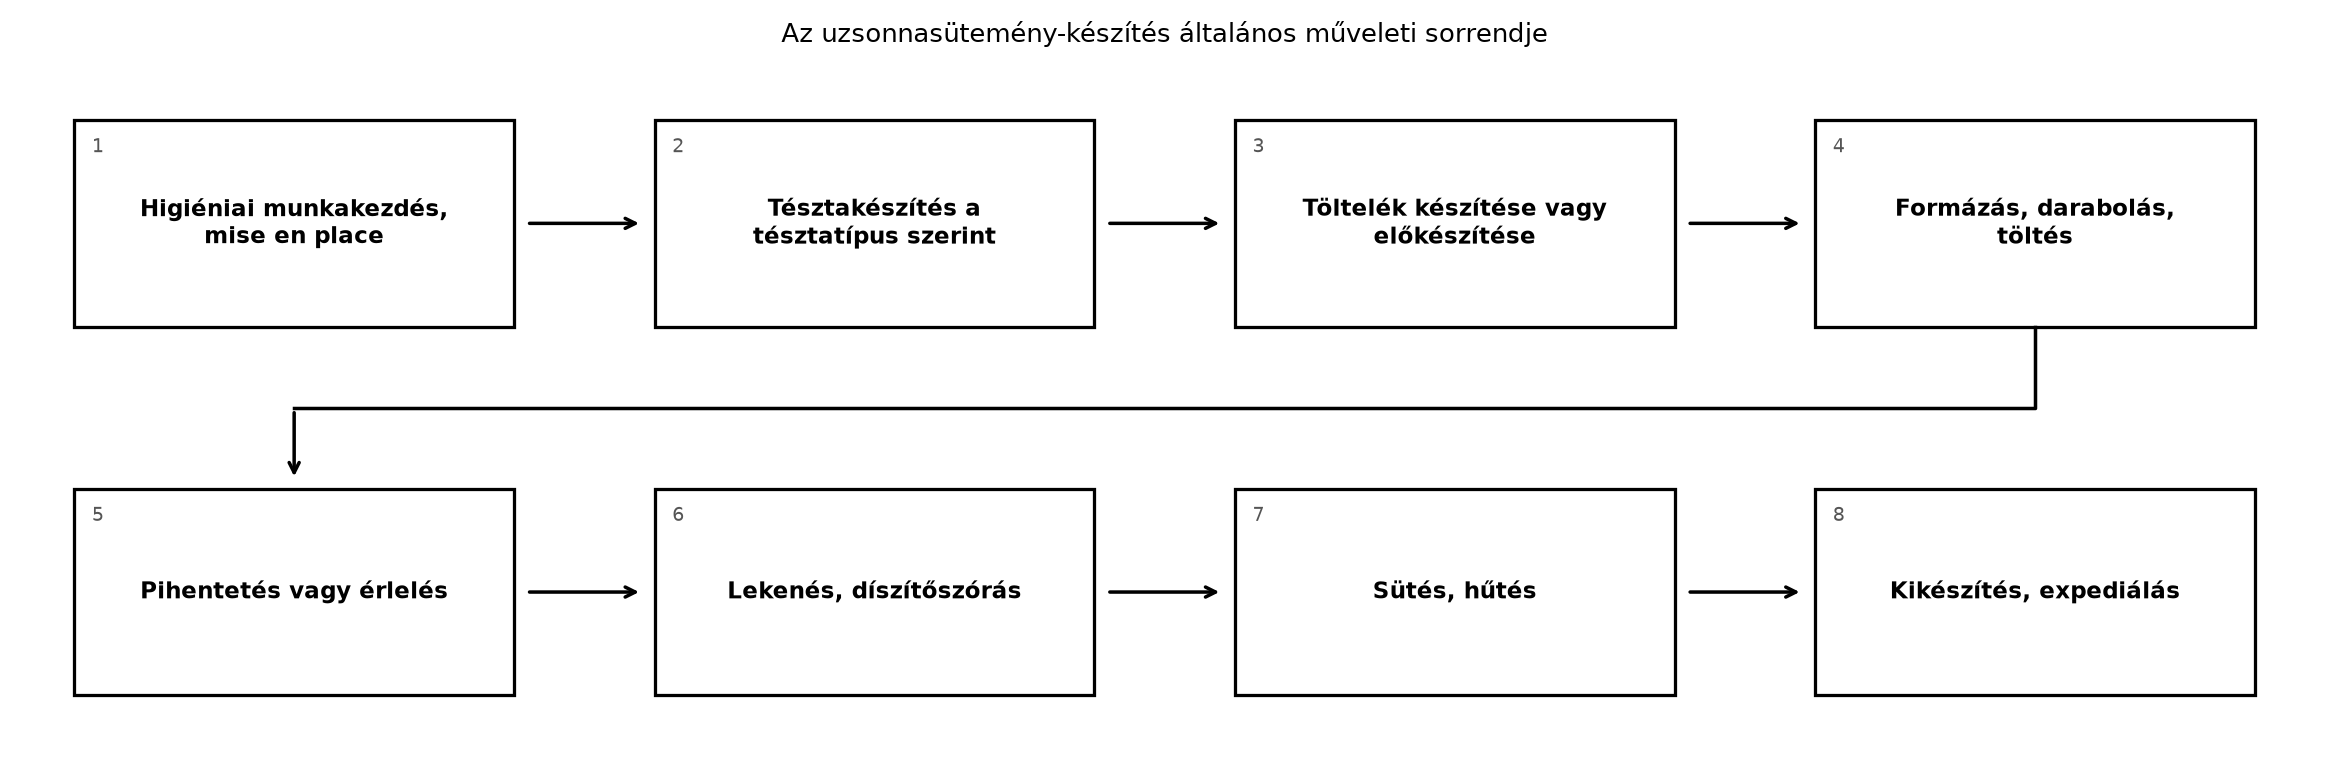 Az uzsonnasütemény-készítés általános műveleti sorrendje
1
Higiéniai munkakezdés,
mise en place
2
Tésztakészítés a
tésztatípus szerint
3
Töltelék készítése vagy
előkészítése
4
Formázás, darabolás,
töltés
5
Pihentetés vagy érlelés
6
Lekenés, díszítőszórás
7
Sütés, hűtés
8
Kikészítés, expediálás